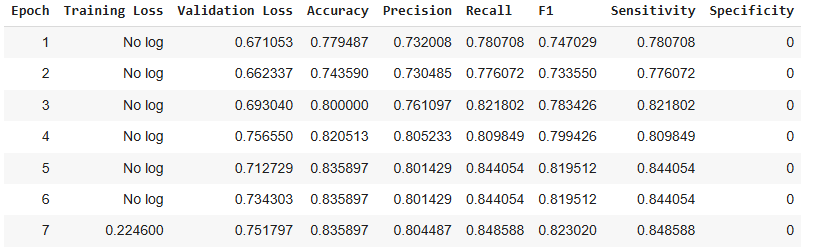 Epoch Training Loss Validation Loss Accuracy Precision Recall F1 Sensitivity Specificity
1 No log 0.671053 0.779487 0.732008 0.780708 0.747029 0.780708 0
2 No log 0.662337 0.743590 0.730485 0.776072 0.733550 0.776072 0
3 No log 0.693040 0.800000 0.761097 0.821802 0.783426 0.821802 0
4 No log 0.756550 0.820513 0.805233 0.809849 0.799426 0.809849 0
5 No log 0.712729 0.835897 0.801429 0.844054 0.819512 0.844054 0
6 No log 0.734303 0.835897 0.801429 0.844054 0.819512 0.844054 0
7 0.224600 0.751797 0.835897 0.804487 0.848588 0.823020 0.848588 0